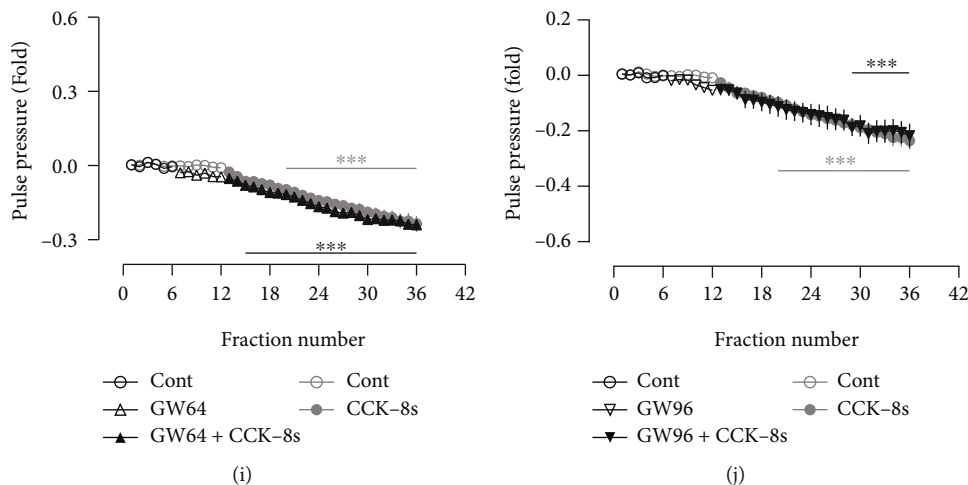 0.6
0.3
0.0
–0.3
Pulse pressure (Fold)
***
***
0 6 12 18 24 30 36 42
Fraction number
Cont Cont
GW64 CCK–8s
GW64 + CCK–8s
(i)
0.2
0.0
–0.2
–0.4
–0.6
Pulse pressure (fold)
***
***
0 6 12 18 24 30 36 42
Fraction number
Cont Cont
GW96 CCK–8s
GW96 + CCK–8s
(j)